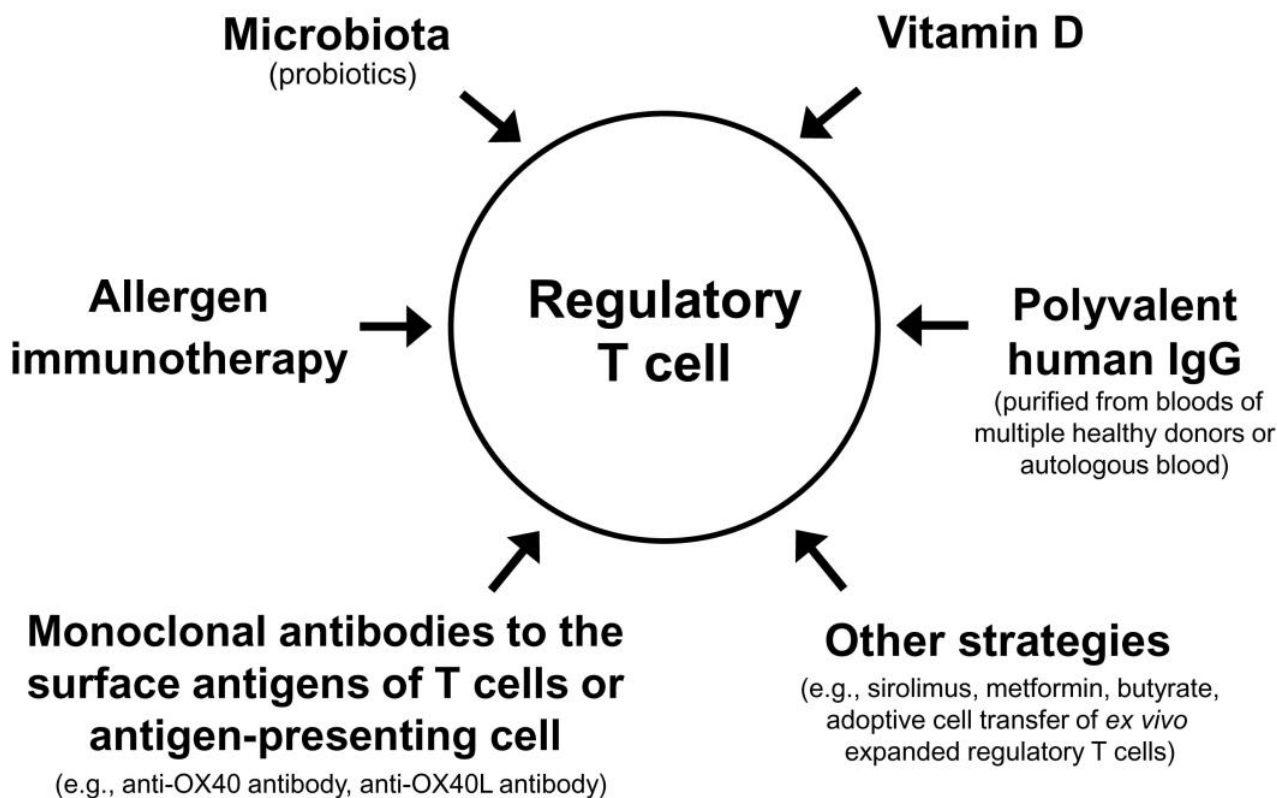 Microbiota
(probiotics)
Vitamin D
Allergen
immunotherapy
Regulatory
T cell
Polyvalent
human IgG
(purified from bloods of
multiple healthy donors or
autologous blood)
Monoclonal antibodies to the
surface antigens of T cells or
antigen-presenting cell
(e.g., anti-OX40 antibody, anti-OX40L antibody)
Other strategies
(e.g., sirolimus, metformin, butyrate,
adoptive cell transfer of ex vivo
expanded regulatory T cells)